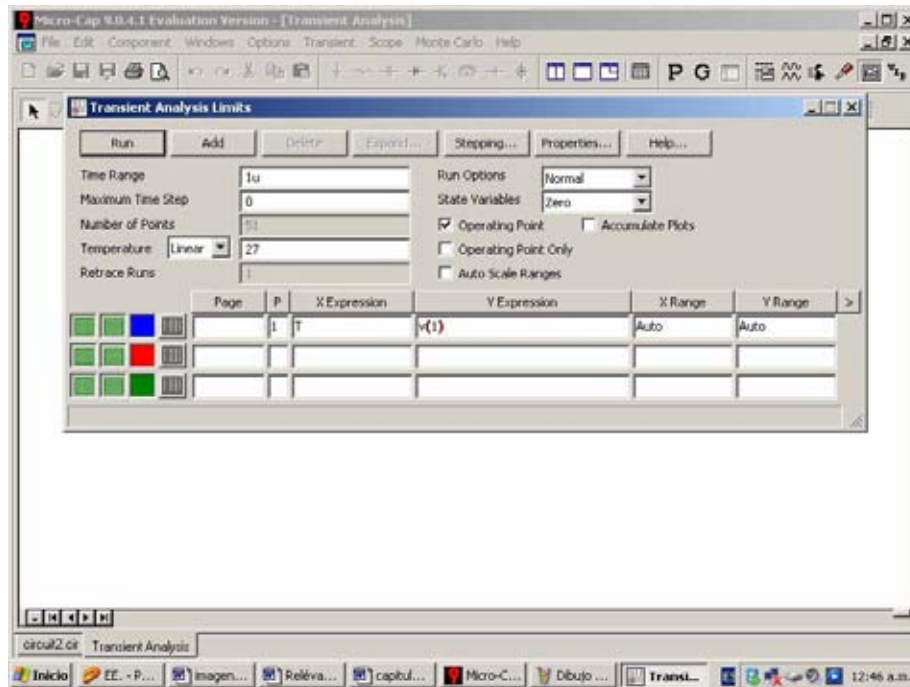 Micro-Cap 9.0.4.1 Evaluation Version - [Transient Analysis]
File Edit Component Windows Options Transient Scope Monte Carlo Help
P G
Transient Analysis Limits
Run Add Delete Expand... Stepping... Properties... Help...
Time Range 1u Run Options Normal
Maximum Time Step 0 State Variables Zero
Number of Points 51 Operating Point Accumulate Plots
Temperature Linear 27 Operating Point Only
Retrace Runs 1 Auto Scale Ranges
Page P X Expression Y Expression X Range Y Range >
1 T v(1) Auto Auto
circuit2.cir Transient Analysis
Inicio EE. - P... imagen... Reléva... capitul... Micro-C... Dibujo ... Transi... 12:46 a.m.